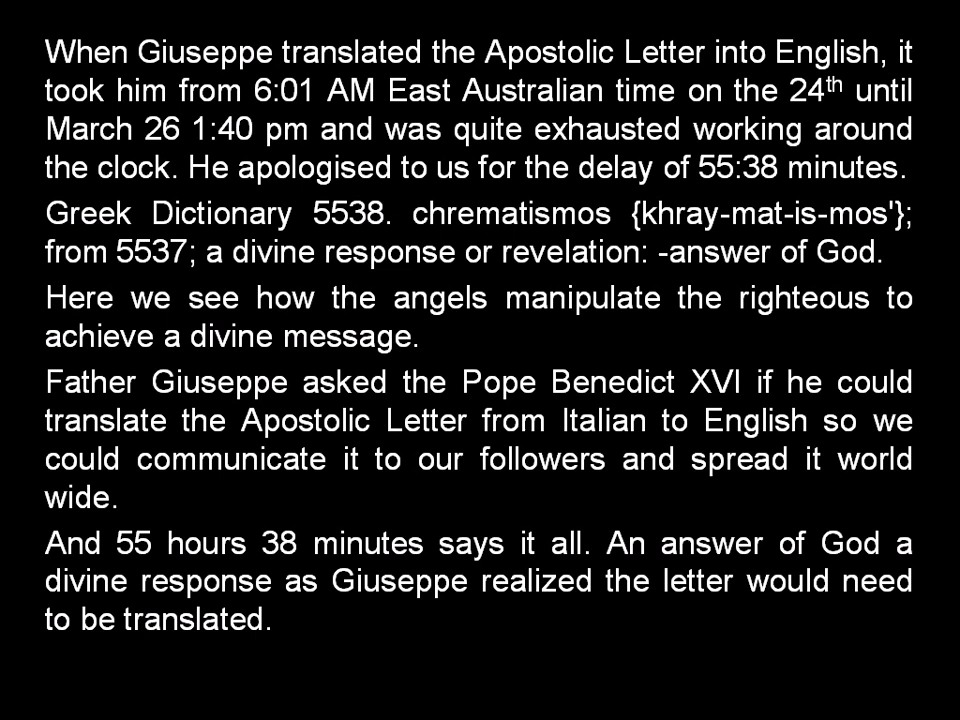 When Giuseppe translated the Apostolic Letter into English, it
took him from 6:01 AM East Australian time on the 24th until
March 26 1:40 pm and was quite exhausted working around
the clock. He apologised to us for the delay of 55:38 minutes.
Greek Dictionary 5538. chrematismos {khray-mat-is-mos'};
from 5537; a divine response or revelation: -answer of God.
Here we see how the angels manipulate the righteous to
achieve a divine message.
Father Giuseppe asked the Pope Benedict XVI if he could
translate the Apostolic Letter from Italian to English so we
could communicate it to our followers and spread it world
wide.
And 55 hours 38 minutes says it all. An answer of God a
divine response as Giuseppe realized the letter would need
to be translated.